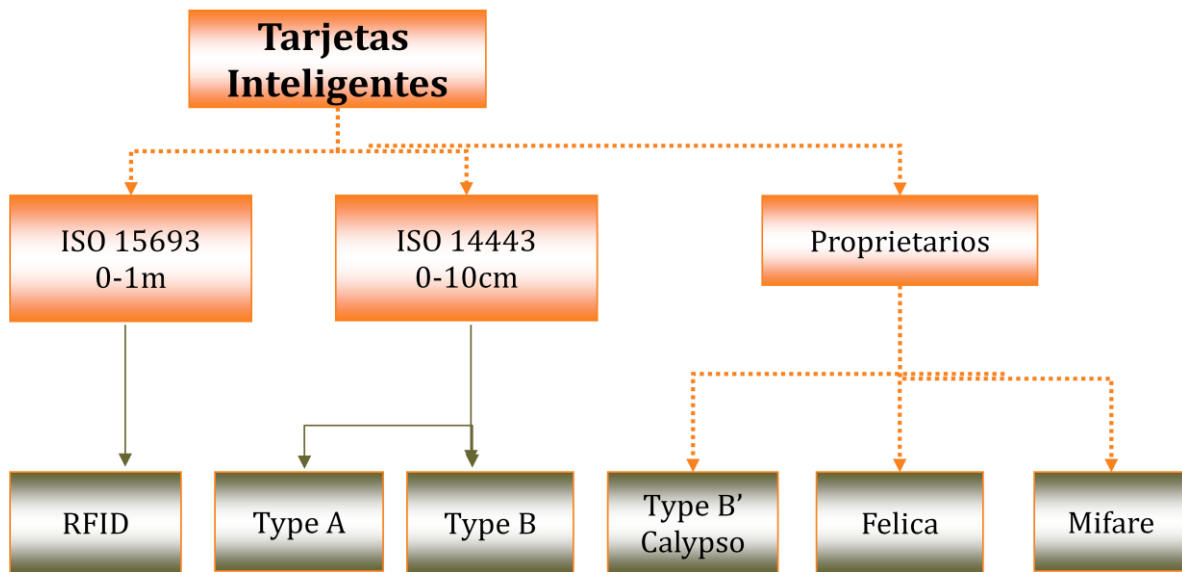 Tarjetas
Inteligentes
ISO 15693
0-1m
ISO 14443
0-10cm
Proprietarios
RFID
Type A
Type B
Type B’
Calypso
Felica
Mifare